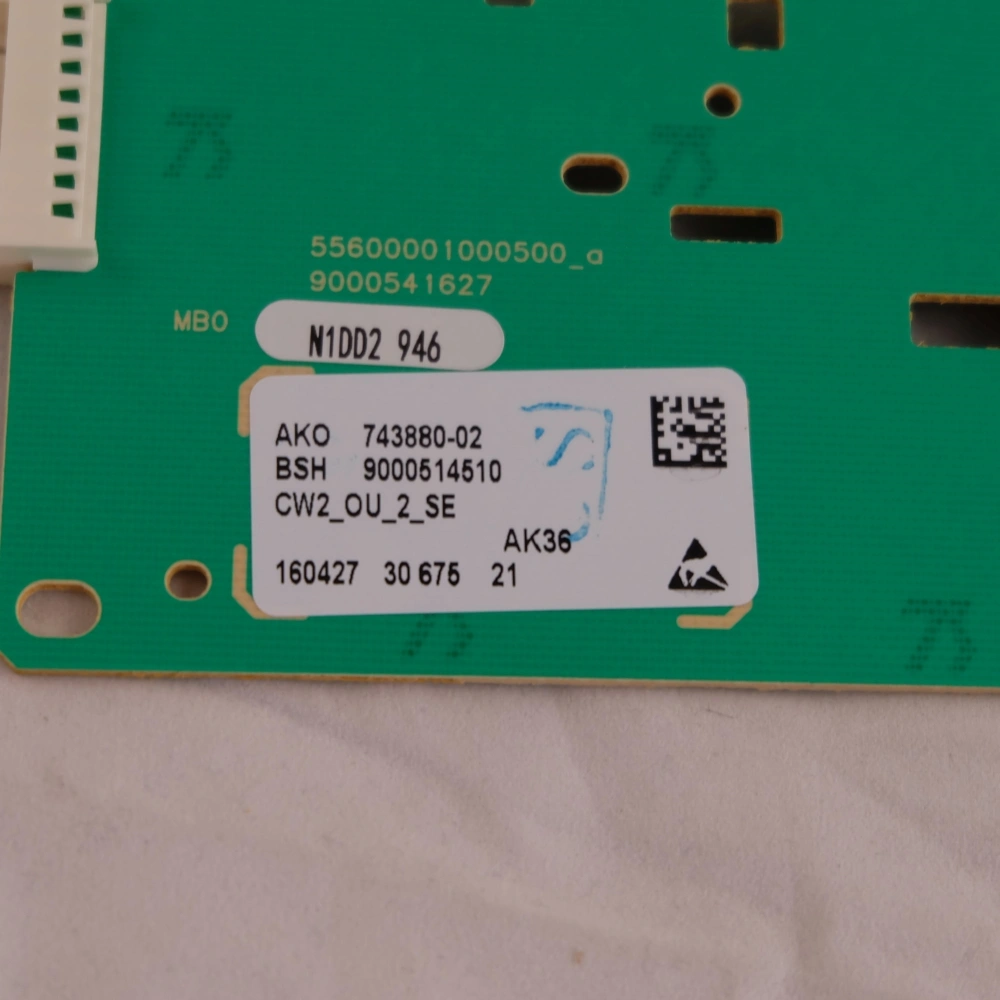 55600001000500_a
9000541627
MBO
N1DD2 946
AKO 743880-02
BSH 9000514510
CW2_OU_2_SE
AK36
160427 30 675 21